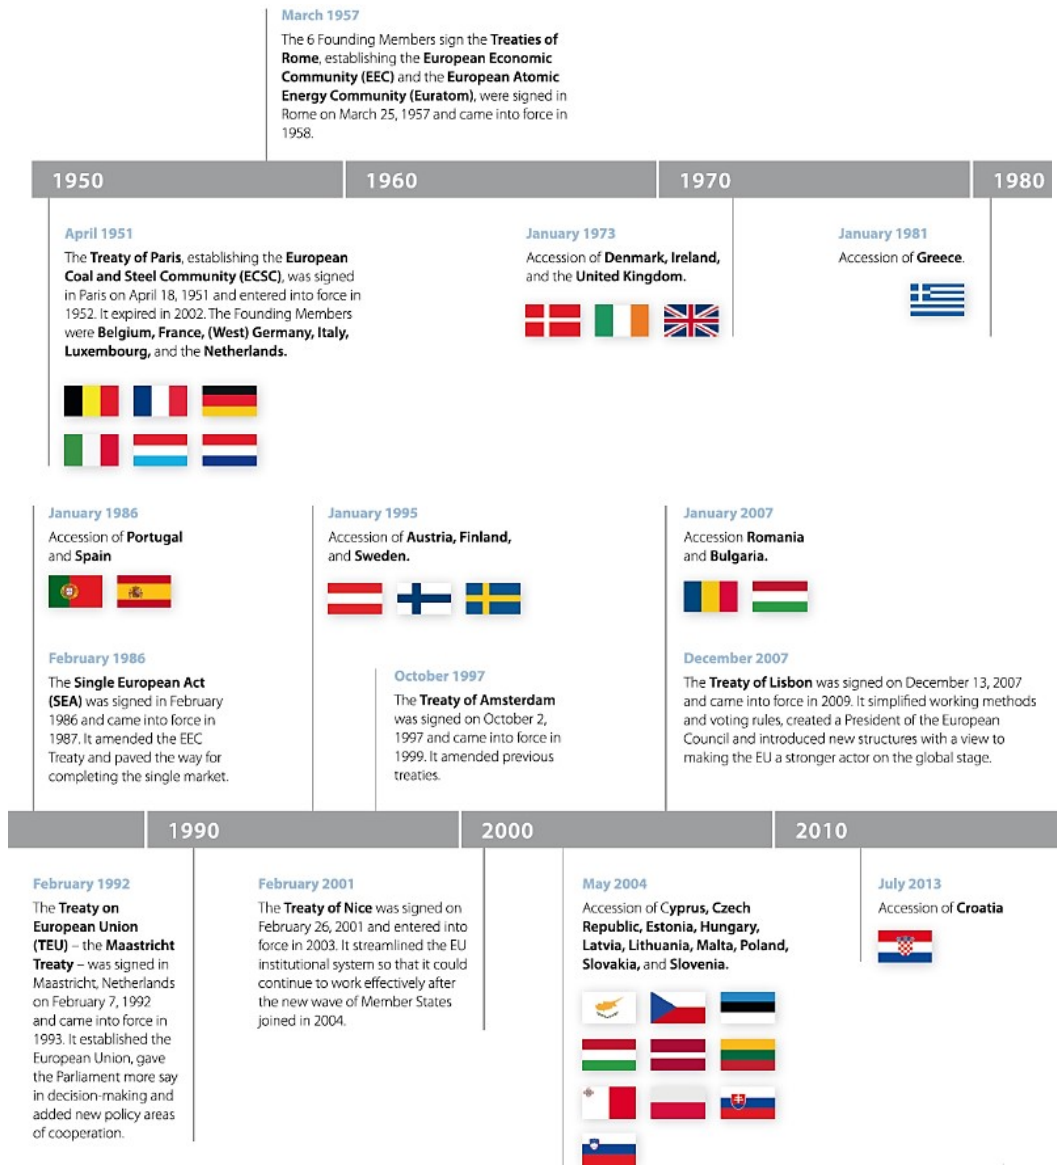 March 1957
The 6 Founding Members sign the Treaties of
Rome, establishing the European Economic
Community (EEC) and the European Atomic
Energy Community (Euratom), were signed in
Rome on March 25, 1957 and came into force in
1958.
1950
1960
1970
1980
April 1951
The Treaty of Paris, establishing the European
Coal and Steel Community (ECSC), was signed
in Paris on April 18, 1951 and entered into force in
1952. It expired in 2002. The Founding Members
were Belgium, France, (West) Germany, Italy,
Luxembourg, and the Netherlands.
January 1973
Accession of Denmark, Ireland,
and the United Kingdom.
January 1981
Accession of Greece.
January 1986
Accession of Portugal
and Spain
February 1986
The Single European Act
(SEA) was signed in February
1986 and came into force in
1987. It amended the EEC
Treaty and paved the way for
completing the single market.
January 1995
Accession of Austria, Finland,
and Sweden.
October 1997
The Treaty of Amsterdam
was signed on October 2,
1997 and came into force in
1999. It amended previous
treaties.
January 2007
Accession Romania
and Bulgaria.
December 2007
The Treaty of Lisbon was signed on December 13, 2007
and came into force in 2009. It simplified working methods
and voting rules, created a President of the European
Council and introduced new structures with a view to
making the EU a stronger actor on the global stage.
1990
2000
2010
February 1992
The Treaty on
European Union
(TEU) – the Maastricht
Treaty – was signed in
Maastricht, Netherlands
on February 7, 1992
and came into force in
1993. It established the
European Union, gave
the Parliament more say
in decision-making and
added new policy areas
of cooperation.
February 2001
The Treaty of Nice was signed on
February 26, 2001 and entered into
force in 2003. It streamlined the EU
institutional system so that it could
continue to work effectively after
the new wave of Member States
joined in 2004.
May 2004
Accession of Cyprus, Czech
Republic, Estonia, Hungary,
Latvia, Lithuania, Malta, Poland,
Slovakia, and Slovenia.
July 2013
Accession of Croatia